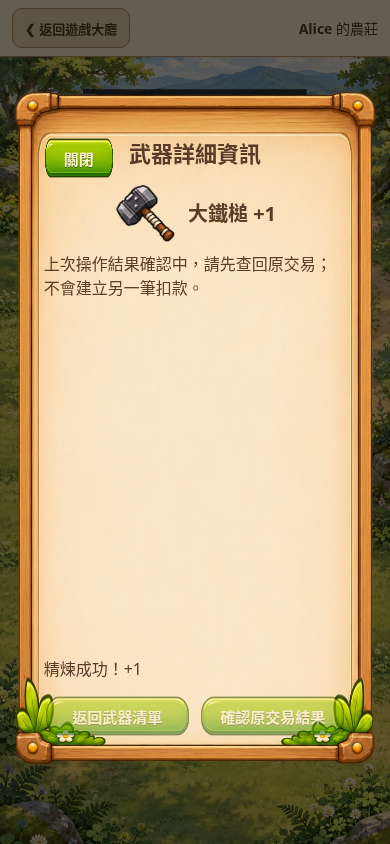 ❮ 返回遊戲大廳
Alice 的農莊
關閉
武器詳細資訊
大鐵槌 +1
上次操作結果確認中，請先查回原交易；
不會建立另一筆扣款。
精煉成功！+1
返回武器清單
確認原交易結果